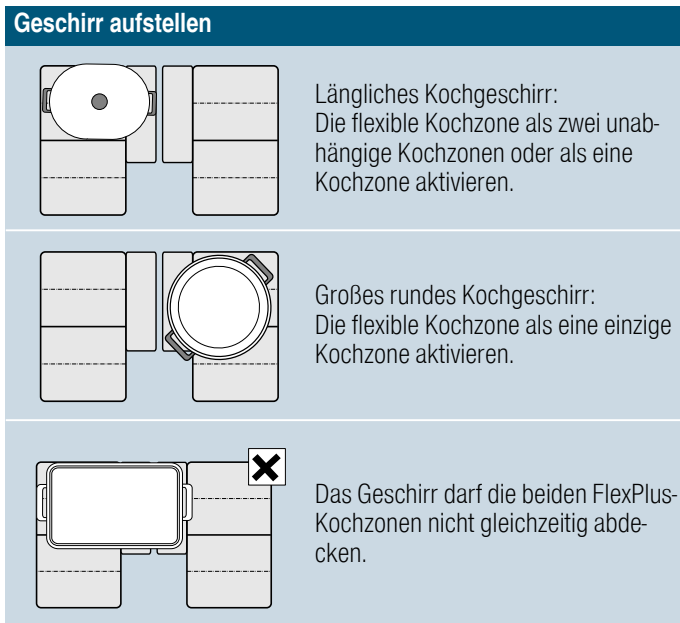 Geschirr aufstellen
Längliches Kochgeschirr:
Die flexible Kochzone als zwei unab-
hängige Kochzonen oder als eine
Kochzone aktivieren.
Großes rundes Kochgeschirr:
Die flexible Kochzone als eine einzige
Kochzone aktivieren.
Das Geschirr darf die beiden FlexPlus-
Kochzonen nicht gleichzeitig abde-
cken.